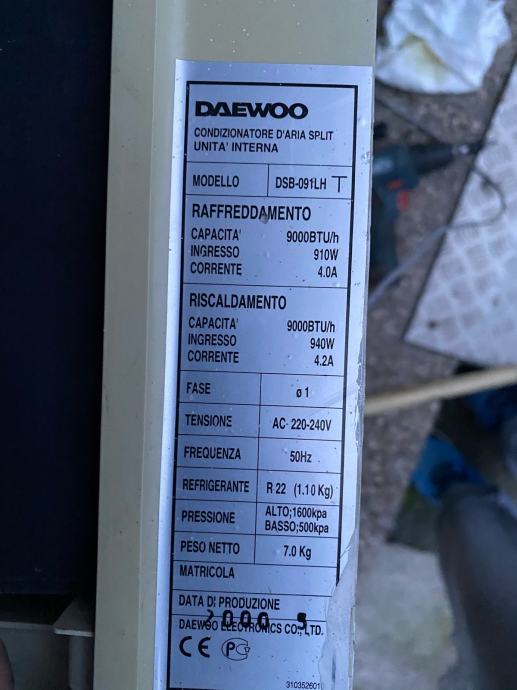 DAEWOO
CONDIZIONATORE D'ARIA SPLIT
UNITA' INTERNA
MODELLO DSB-091LH T
RAFFREDDAMENTO
CAPACITA' 9000BTU/h
INGRESSO 910W
CORRENTE 4.0A
RISCALDAMENTO
CAPACITA' 9000BTU/h
INGRESSO 940W
CORRENTE 4.2A
FASE ø 1
TENSIONE AC 220-240V
FREQUENZA 50Hz
REFRIGERANTE R 22 (1.10 Kg)
PRESSIONE ALTO;1600kpa
BASSO;500kpa
PESO NETTO 7.0 Kg
MATRICOLA
DATA DI PRODUZIONE
2000 9
DAEWOO ELECTRONICS CO., LTD.
CE
310352601